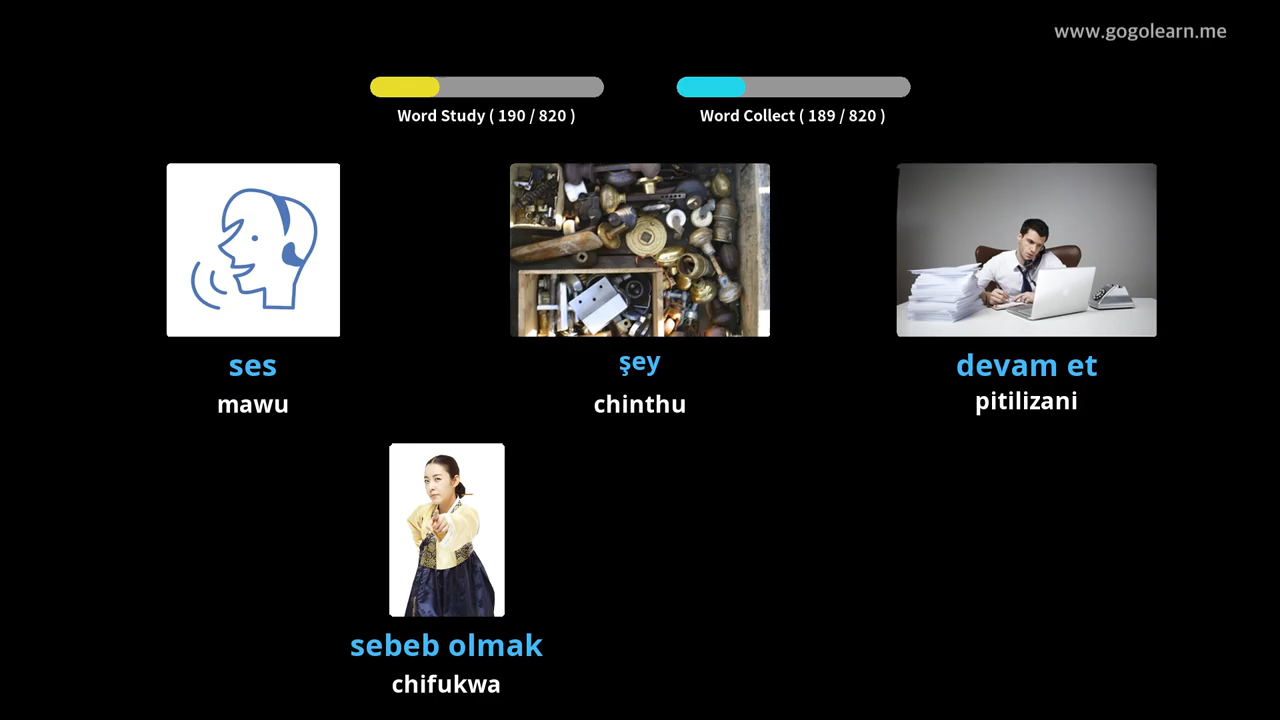 www.gogolearn.me
Word Study ( 190 / 820 )
Word Collect ( 189 / 820 )
ses
mawu
şey
chinthu
devam et
pitilizani
sebeb olmak
chifukwa